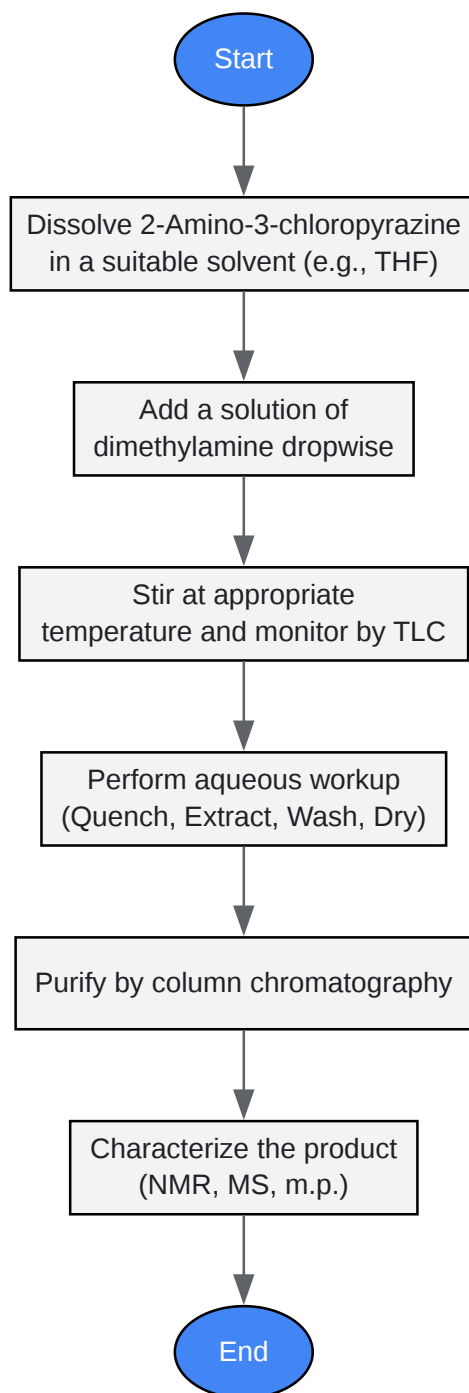 Start
Dissolve 2-Amino-3-chloropyrazine
in a suitable solvent (e.g., THF)
Add a solution of
dimethylamine dropwise
Stir at appropriate
temperature and monitor by TLC
Perform aqueous workup
(Quench, Extract, Wash, Dry)
Purify by column chromatography
Characterize the product
(NMR, MS, m.p.)
End